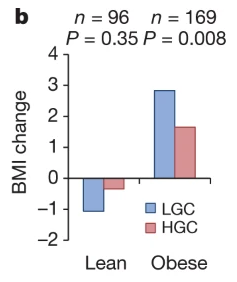 b
n = 96 n = 169
P = 0.35 P = 0.008
4
3
2
1
0
−1
−2
BMI change
LGC
HGC
Lean Obese